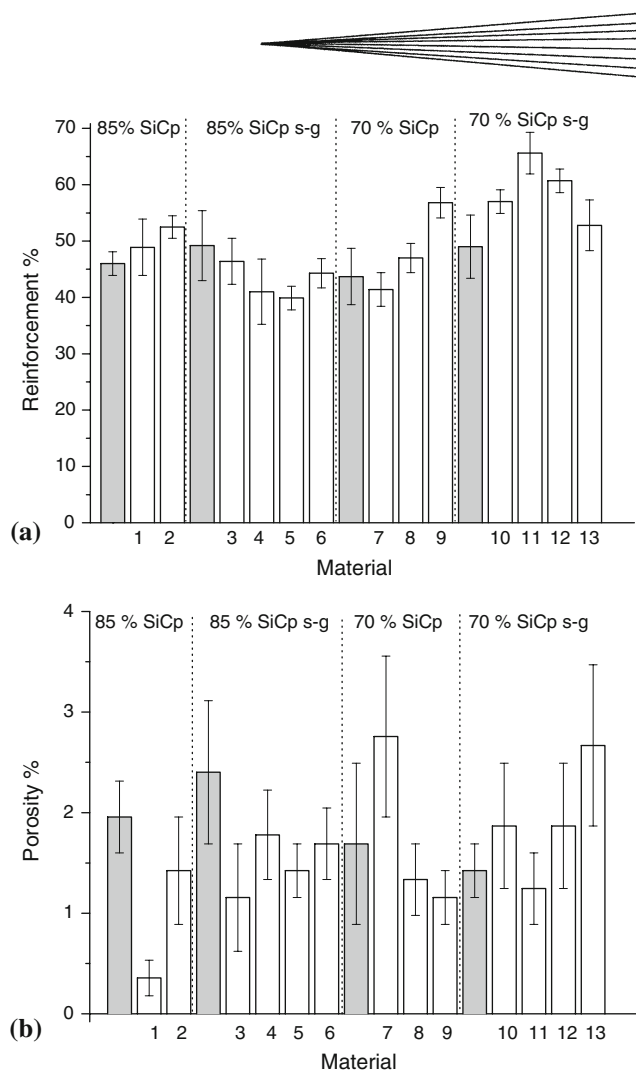 85% SiCp 85% SiCp s-g 70 % SiCp 70 % SiCp s-g
70
60
50
40
30
20
10
0
Reinforcement %
1 2 3 4 5 6 7 8 9 10 11 12 13
Material
(a)
85 % SiCp 85 % SiCp s-g 70 % SiCp 70 % SiCp s-g
4
3
2
1
0
Porosity %
1 2 3 4 5 6 7 8 9 10 11 12 13
Material
(b)